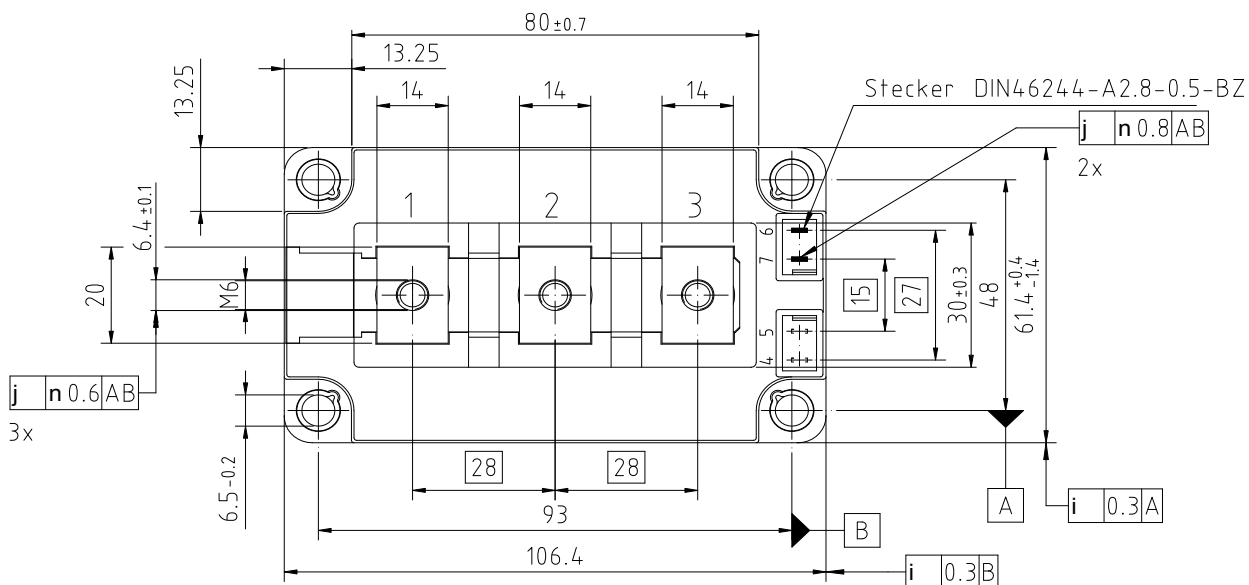 80±0.7
13.25
13.25
14
14
14
Stecker DIN46244-A2.8-0.5-BZ
j n 0.8 AB
2x
1
2
3
6
7
5
4
6.4±0.1
M6
20
15
27
30±0.3
48
61.4 +0.4 -1.4
j n 0.6 AB
3x
6.5-0.2
28
28
93
106.4
A
B
i 0.3 A
i 0.3 B